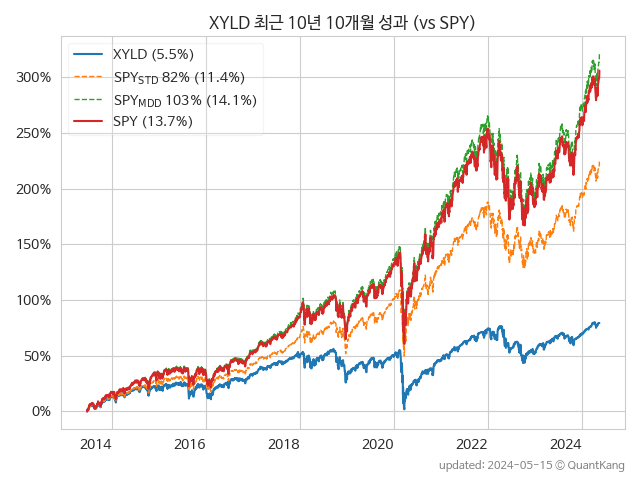 XYLD 최근 10년 10개월 성과 (vs SPY)
XYLD (5.5%)
SPY_STD 82% (11.4%)
SPY_MDD 103% (14.1%)
SPY (13.7%)
300%
250%
200%
150%
100%
50%
0%
2014 2016 2018 2020 2022 2024
updated: 2024-05-15 © QuantKang